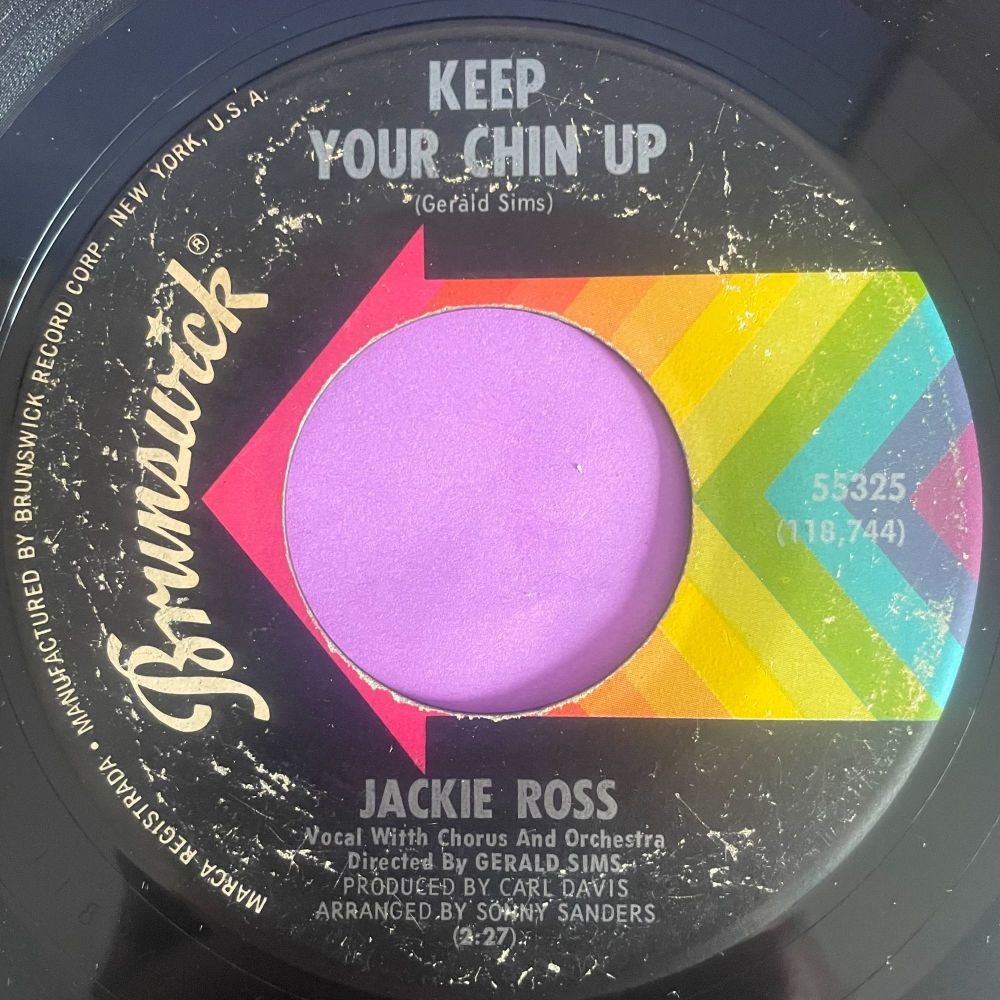 KEEP
YOUR CHIN UP
(Gerald Sims)
MARCA REGISTRADA • MANUFACTURED BY BRUNSWICK RECORD CORP., NEW YORK, U.S.A.
Brunswick®
55325
(118,744)
JACKIE ROSS
Vocal Witth Chorus And Orchestra
Directed By GERALD SIMS
PRODUCED BY CARL DAVIS
ARRANGED BY SONNY SANDERS
(2:27)